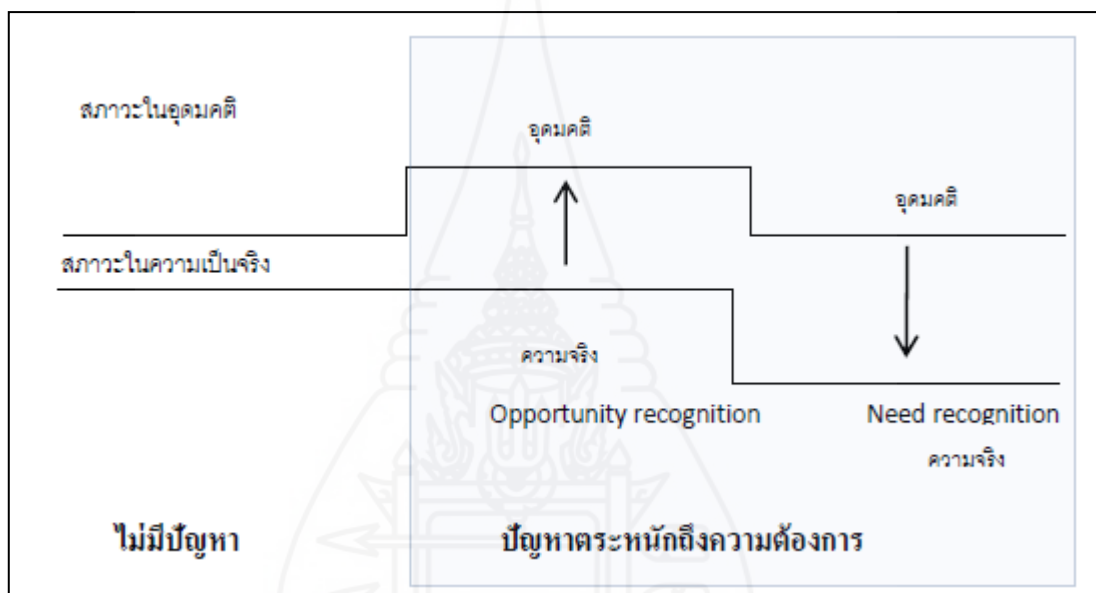 สภาวะในอุดมคติ
อุดมคติ
อุดมคติ
สภาวะในความเป็นจริง
ความจริง
Opportunity recognition
Need recognition
ความจริง
ไม่มีปัญหา
ปัญหาตระหนักถึงความต้องการ